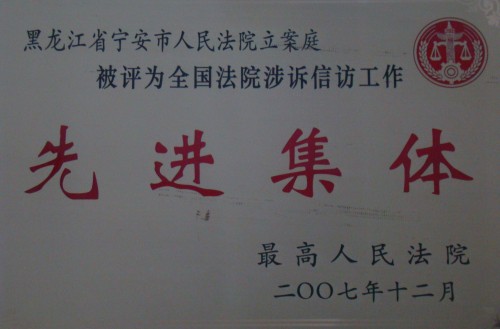 黑龙江省宁安市人民法院立案庭
被评为全国法院涉诉信访工作
先进集体
最高人民法院
二〇〇七年十二月